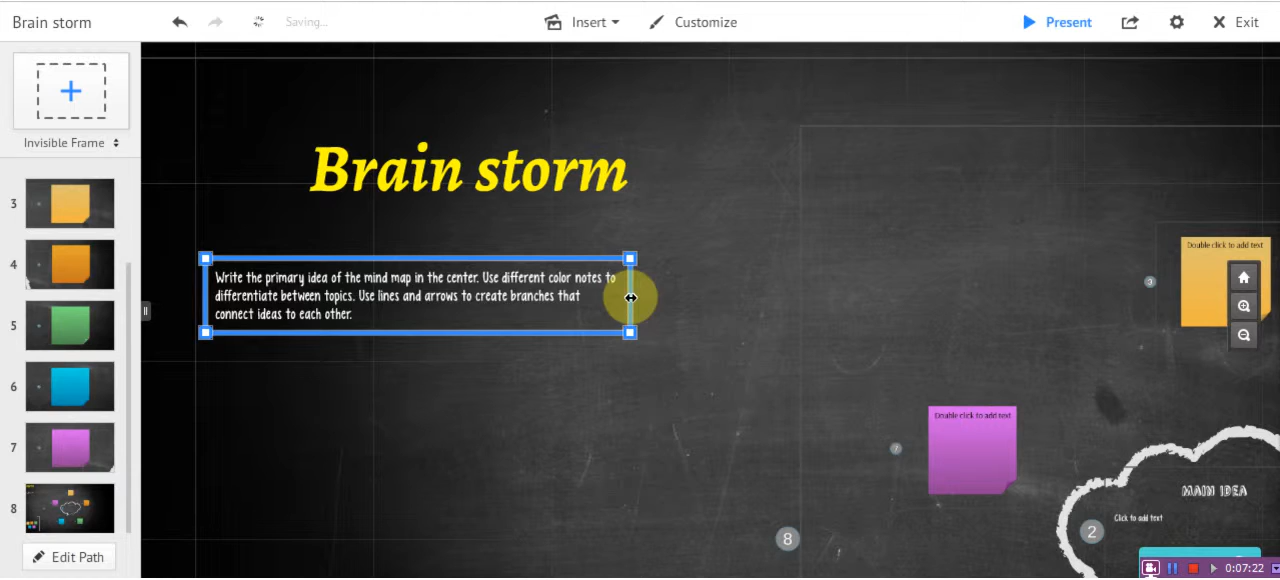 Brain storm
Saving...
Insert
Customize
Present
Exit
Invisible Frame
3
4
5
6
7
8
Edit Path
Brain storm
Write the primary idea of the mind map in the center. Use different color notes to
differentiate between topics. Use lines and arrows to create branches that
connect ideas to each other.
Double click to add text
3
Double click to add text
7
MAIN IDEA
Click to add text
2
8
0:07:22